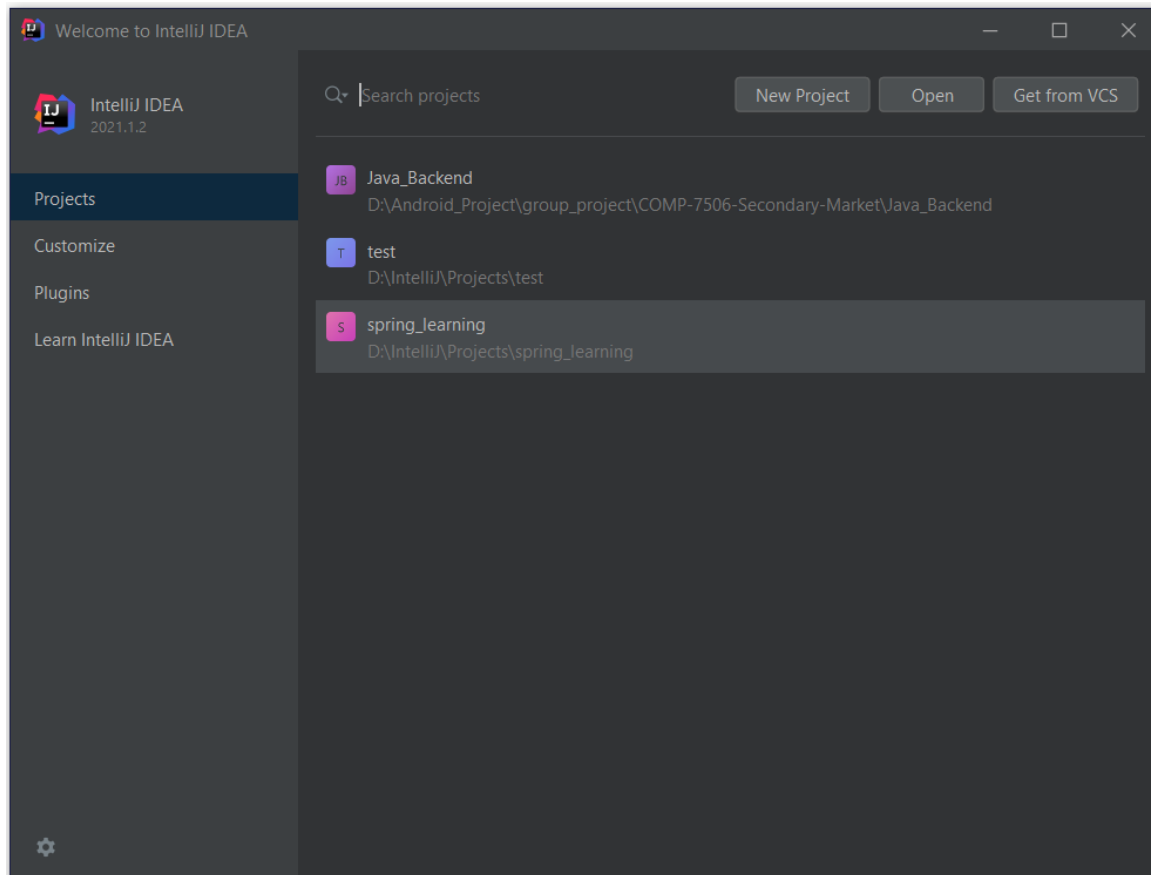 Welcome to IntelliJ IDEA
IntelliJ IDEA
2021.1.2
Projects
Customize
Plugins
Learn IntelliJ IDEA
Search projects
New Project
Open
Get from VCS
JB
Java_Backend
D:\Android_Project\group_project\COMP-7506-Secondary-Market\Java_Backend
T
test
D:\IntelliJ\Projects\test
S
spring_learning
D:\IntelliJ\Projects\spring_learning